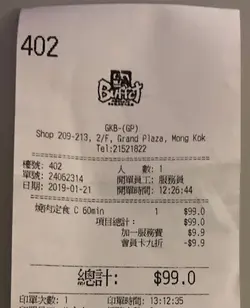 402
Buffet
GKB-(GP)
Shop 209-213, 2/F, Grand Plaza, Mong Kok
Tel:21521822
檯號: 402 人 數: 1
單號: 24062314 開單員工: 服務員
日期: 2019-01-21 開單時間: 12:26:44
燒肉定食 C 60min 1 $99.0
項目總計: $99.0
加一服務費 $9.9
會員卡九折 -$9.9
總計: $99.0
印單次數: 1 印單時間: 13:12:35